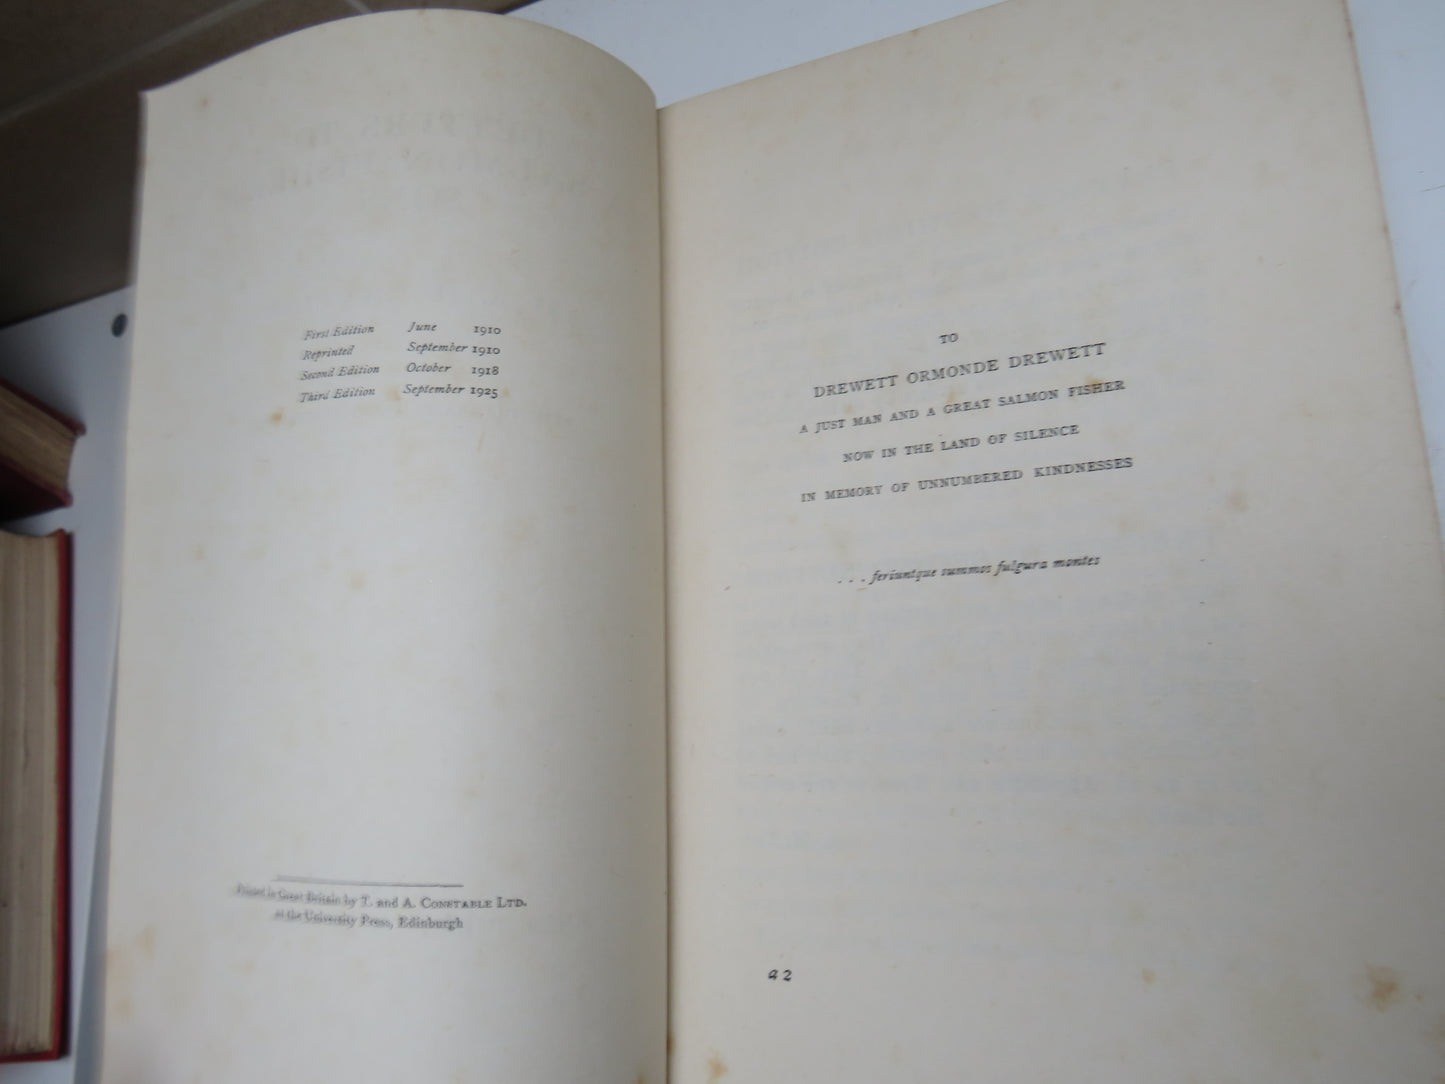 First Edition June 1910
Reprinted September 1910
Second Edition October 1918
Third Edition September 1925
Printed in Great Britain by T. and A. CONSTABLE LTD.
at the University Press, Edinburgh
TO
DREWETT ORMONDE DREWETT
A JUST MAN AND A GREAT SALMON FISHER
NOW IN THE LAND OF SILENCE
IN MEMORY OF UNNUMBERED KINDNESSES
. . . feriuntque summos fulgura montes
a 2